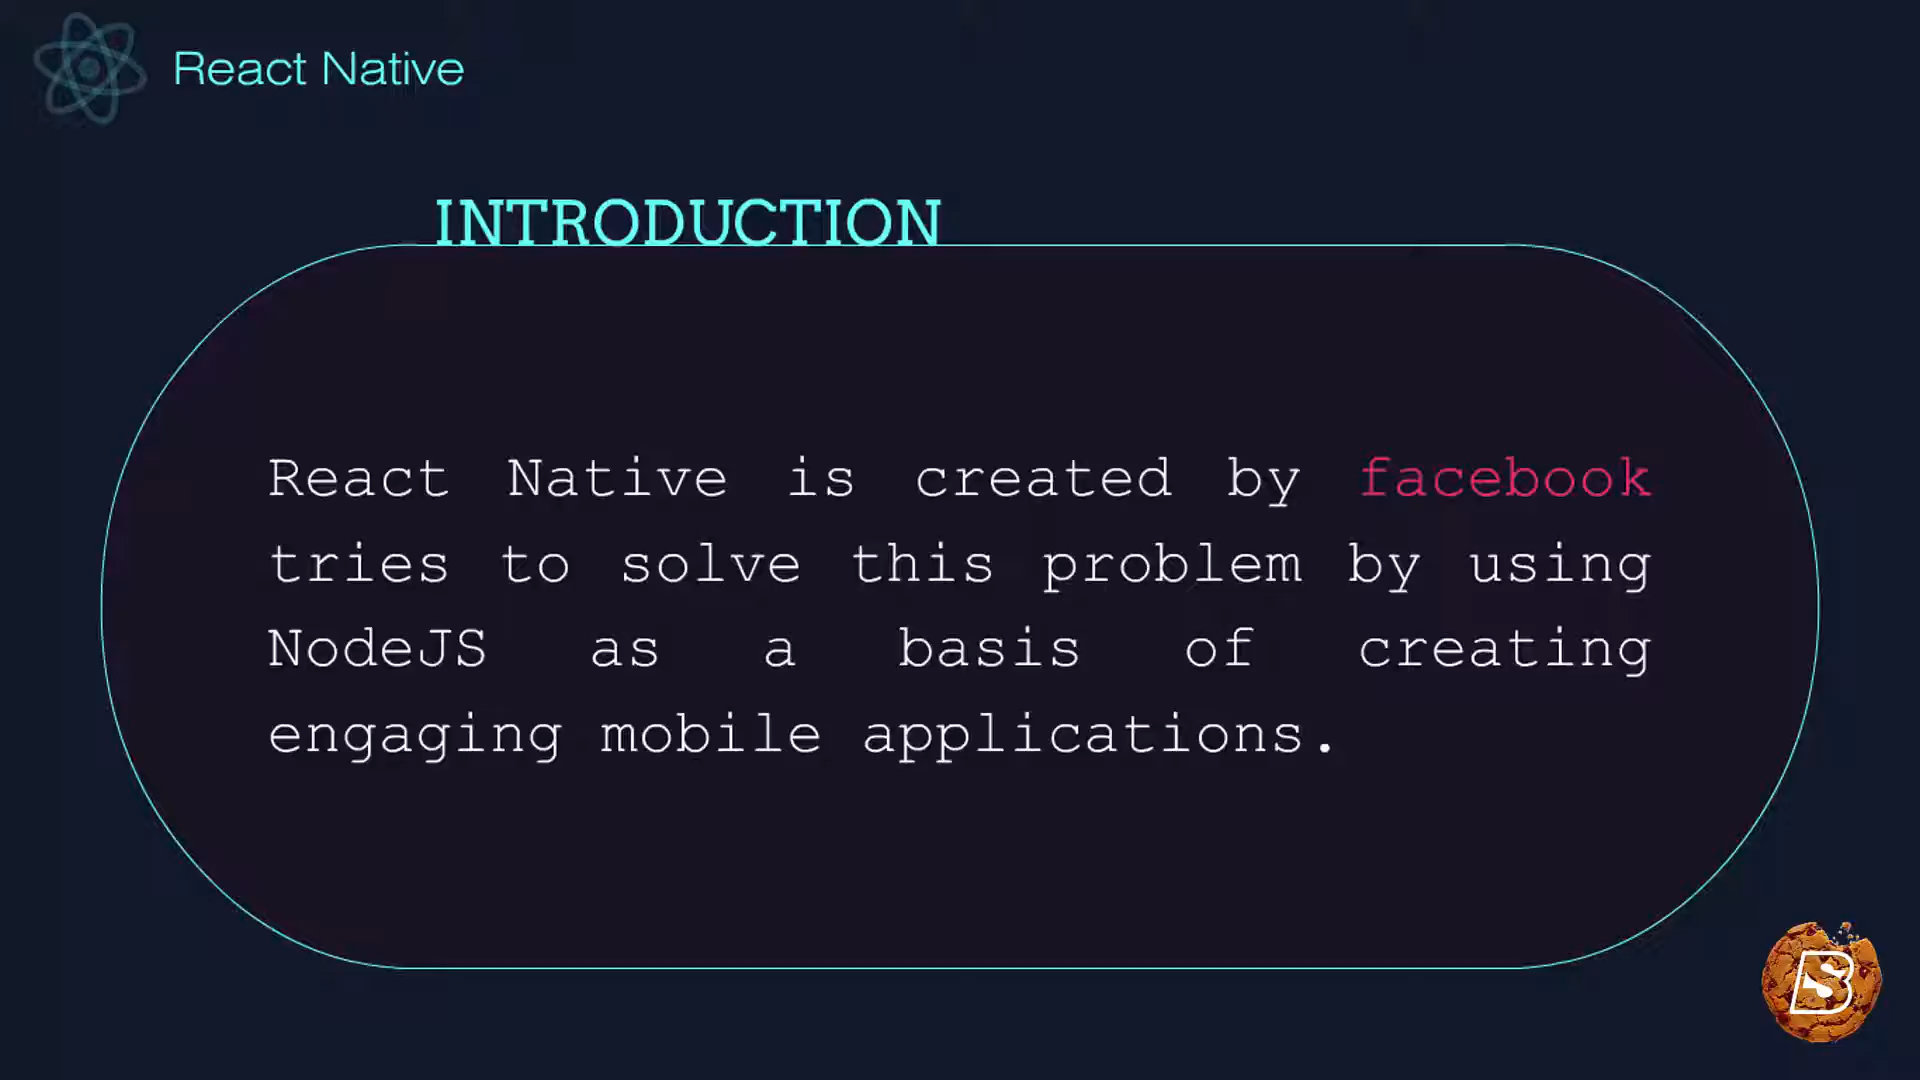 React Native
INTRODUCTION
React Native is created by facebook
tries to solve this problem by using
NodeJS as a basis of creating
engaging mobile applications.